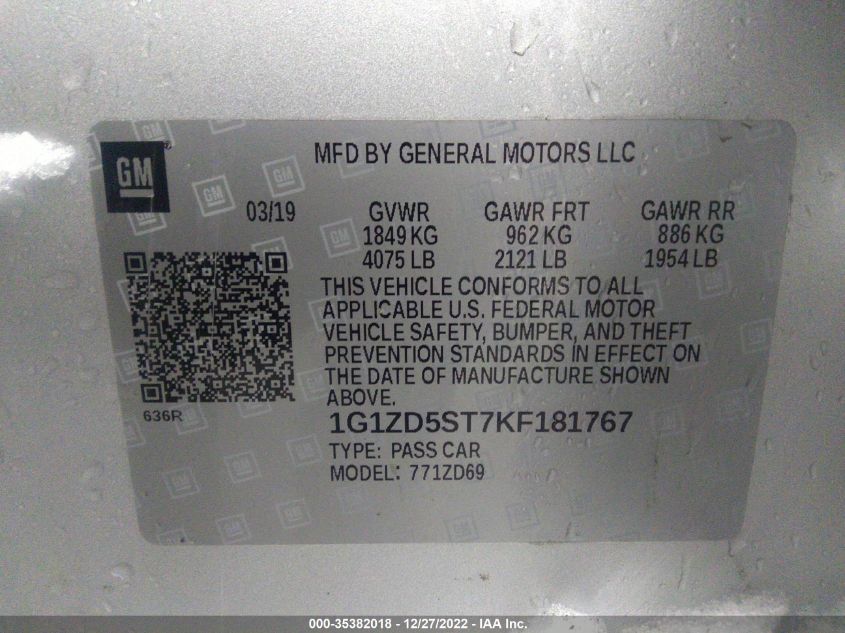 GM
MFD BY GENERAL MOTORS LLC
03/19 GVWR GAWR FRT GAWR RR
1849 KG 962 KG 886 KG
4075 LB 2121 LB 1954 LB
THIS VEHICLE CONFORMS TO ALL
APPLICABLE U.S. FEDERAL MOTOR
VEHICLE SAFETY, BUMPER, AND THEFT
PREVENTION STANDARDS IN EFFECT ON
THE DATE OF MANUFACTURE SHOWN
ABOVE.
636R
1G1ZD5ST7KF181767
TYPE: PASS CAR
MODEL: 771ZD69
000-35382018 - 12/27/2022 - IAA Inc.